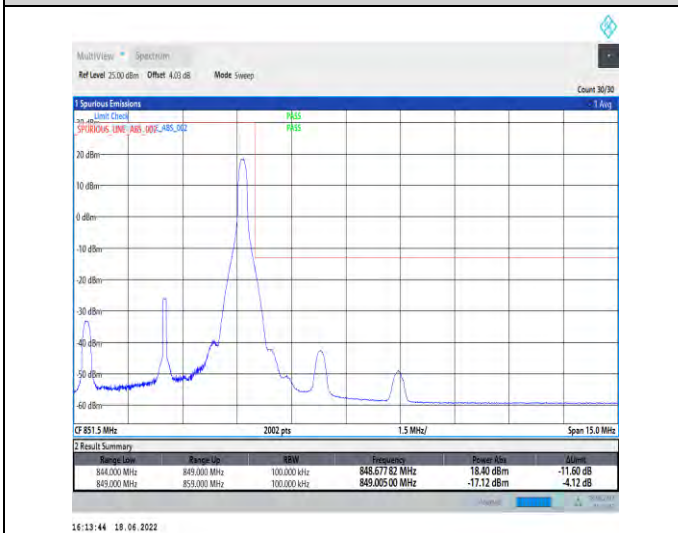 MultiView Spectrum
Ref Level 25.00 dBm Offset 4.03 dB Mode Sweep
Count 30/30
1 Spurious Emissions 1 Avg
Limit Check PASS
SPURIOUS_LINE_ABS_002 PASS
20 dBm
10 dBm
0 dBm
-10 dBm
-20 dBm
-30 dBm
-40 dBm
-50 dBm
-60 dBm
CF 851.5 MHz 2002 pts 1.5 MHz/ Span 15.0 MHz
2 Result Summary
Range Low Range Up RBW Frequency Power Abs ΔLimit
844.000 MHz 849.000 MHz 100.000 kHz 848.67782 MHz 18.40 dBm -11.60 dB
849.000 MHz 859.000 MHz 100.000 kHz 849.00500 MHz -17.12 dBm -4.12 dB
16:13:44 18.06.2022